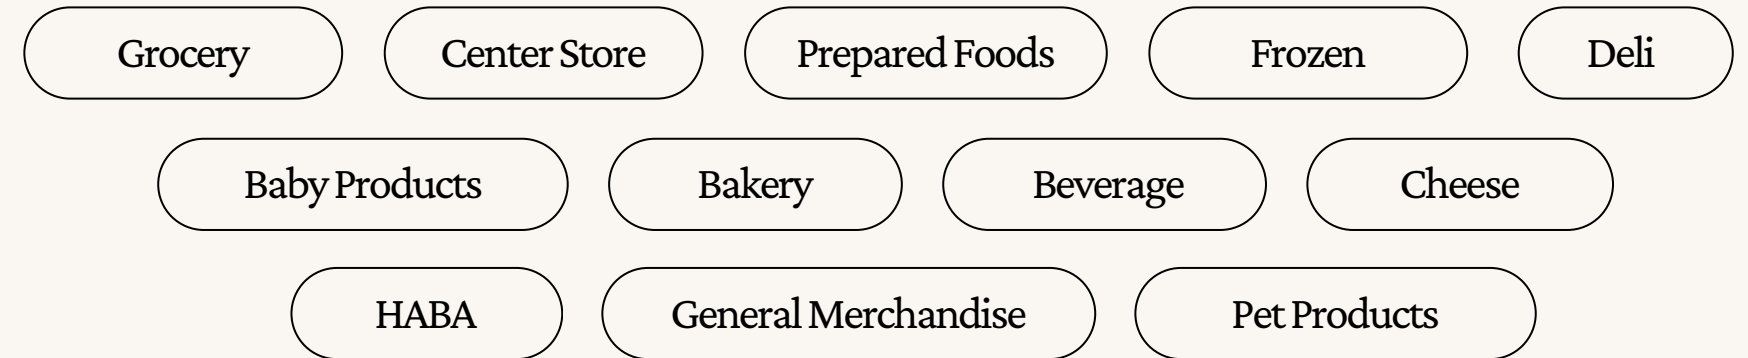 Grocery Center Store Prepared Foods Frozen Deli
Baby Products Bakery Beverage Cheese
HABA General Merchandise Pet Products